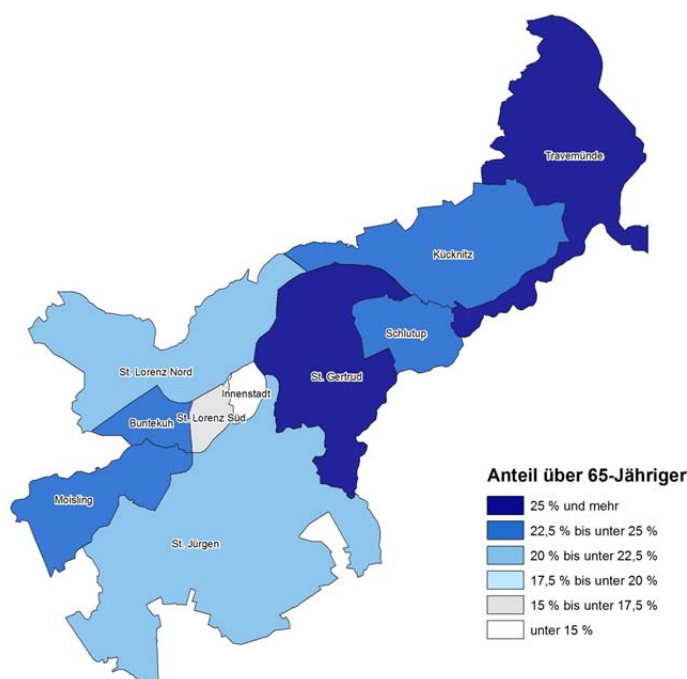 Travemünde
Kücknitz
Schlutup
St. Gertrud
St. Lorenz Nord
Innenstadt
St. Lorenz Süd
Buntekuh
Moisling
St. Jürgen
Anteil über 65-Jähriger
25 % und mehr
22,5 % bis unter 25 %
20 % bis unter 22,5 %
17,5 % bis unter 20 %
15 % bis unter 17,5 %
unter 15 %